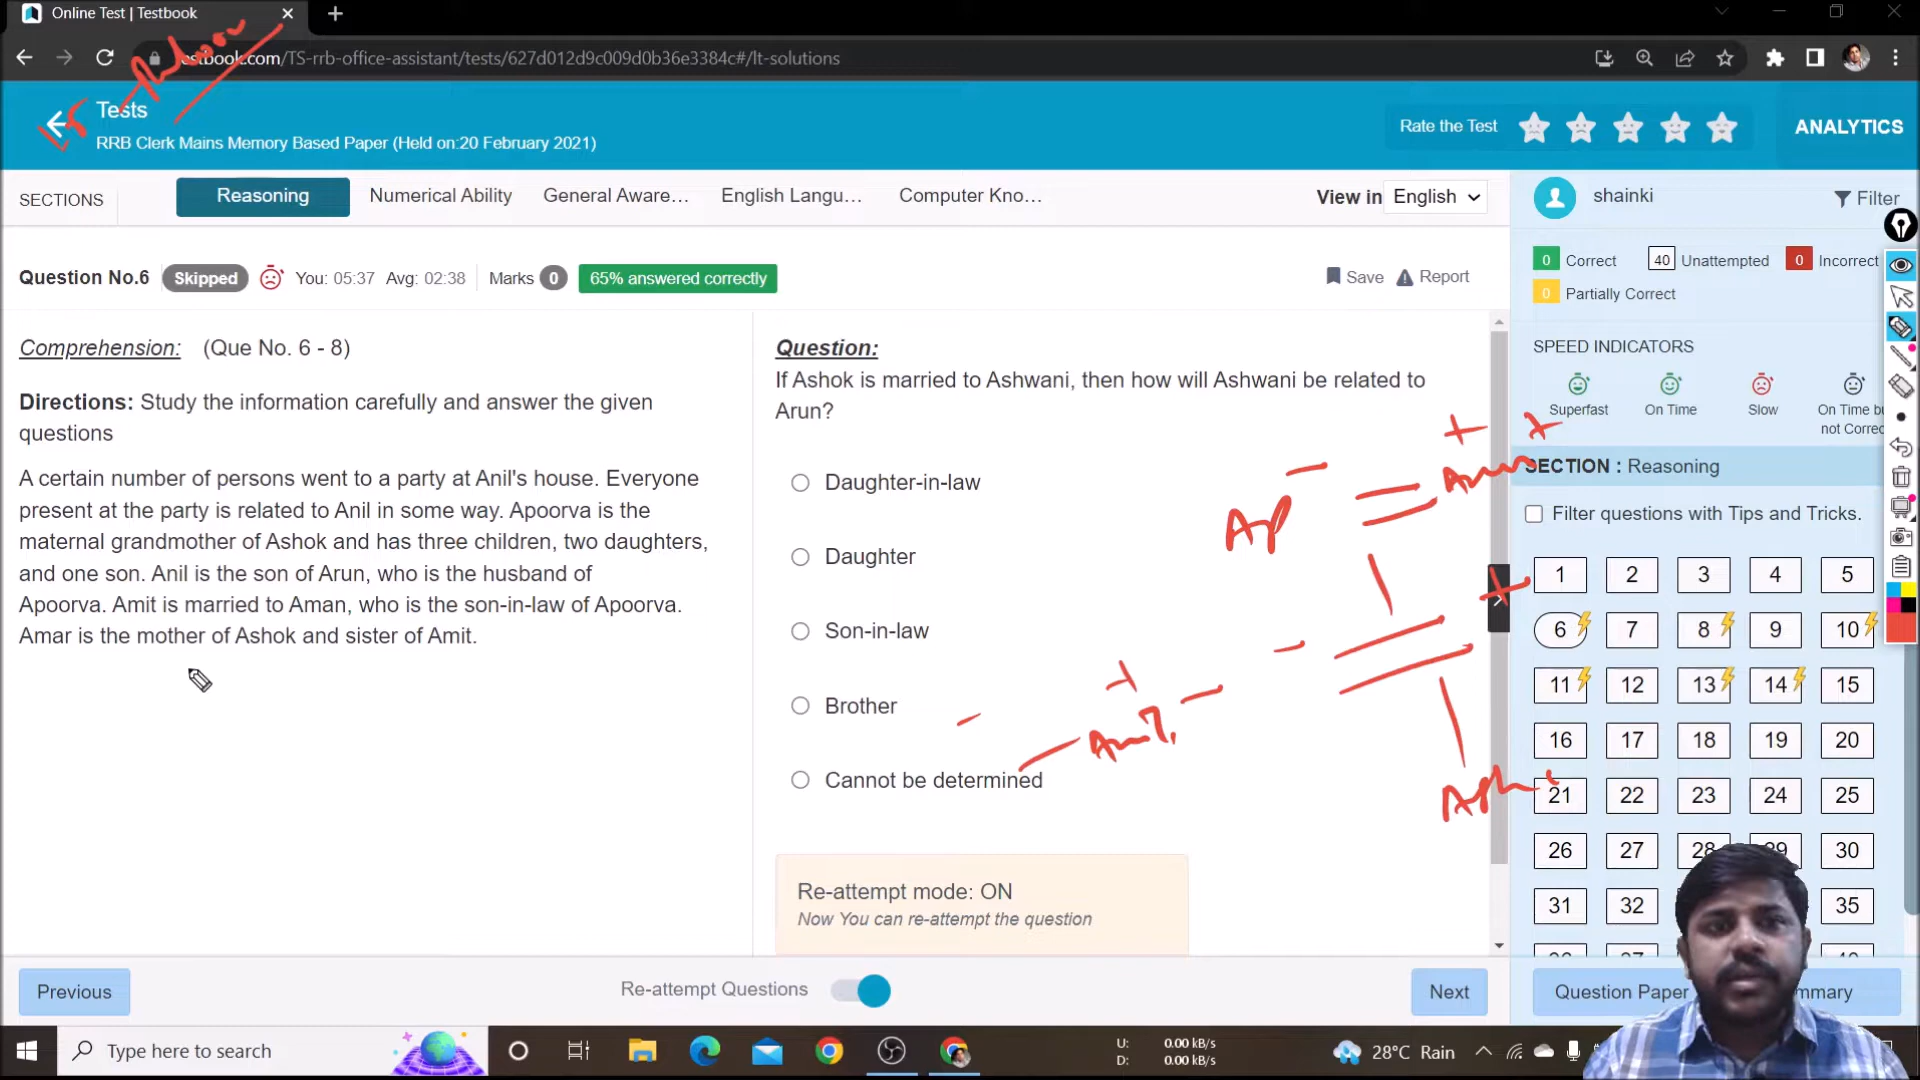 Online Test | Testbook
testbook.com/TS-rrb-office-assistant/tests/627d012d9c009d0b36e3384c#/lt-solutions
Tests
RRB Clerk Mains Memory Based Paper (Held on:20 February 2021)
Rate the Test
ANALYTICS
SECTIONS
Reasoning
Numerical Ability
General Aware...
English Langu...
Computer Kno...
View in English
shainki
Filter
Question No.6
Skipped
You: 05:37 Avg: 02:38
Marks 0
65% answered correctly
Save
Report
0 Correct
40 Unattempted
0 Incorrect
0 Partially Correct
Comprehension: (Que No. 6 - 8)
Directions: Study the information carefully and answer the given
questions
A certain number of persons went to a party at Anil's house. Everyone
present at the party is related to Anil in some way. Apoorva is the
maternal grandmother of Ashok and has three children, two daughters,
and one son. Anil is the son of Arun, who is the husband of
Apoorva. Amit is married to Aman, who is the son-in-law of Apoorva.
Amar is the mother of Ashok and sister of Amit.
Question:
If Ashok is married to Ashwani, then how will Ashwani be related to
Arun?
Daughter-in-law
Daughter
Son-in-law
Brother
Cannot be determined
Ap
Arun
Re-attempt mode: ON
Now You can re-attempt the question
SPEED INDICATORS
Superfast
On Time
Slow
On Time bu
not Correc
SECTION : Reasoning
Filter questions with Tips and Tricks.
1 2 3 4 5
6 7 8 9 10
11 12 13 14 15
16 17 18 19 20
21 22 23 24 25
26 27 28 29 30
31 32 35
Previous
Re-attempt Questions
Next
Question Paper
mmary
Type here to search
U: 0.00 kB/s
D: 0.00 kB/s
28°C Rain